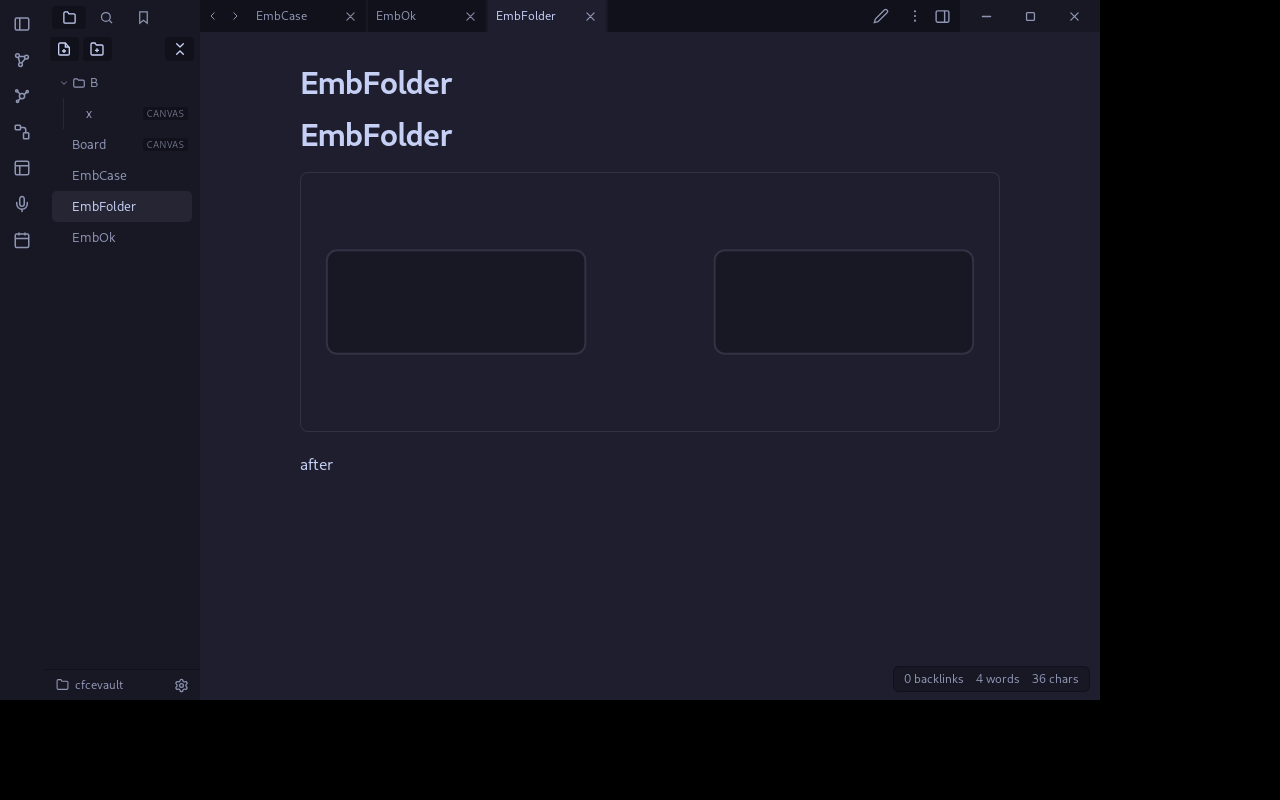 EmbCase
EmbOk
EmbFolder
B
x
CANVAS
Board
CANVAS
EmbCase
EmbFolder
EmbOk
cfcevault
EmbFolder
EmbFolder
after
0 backlinks 4 words 36 chars